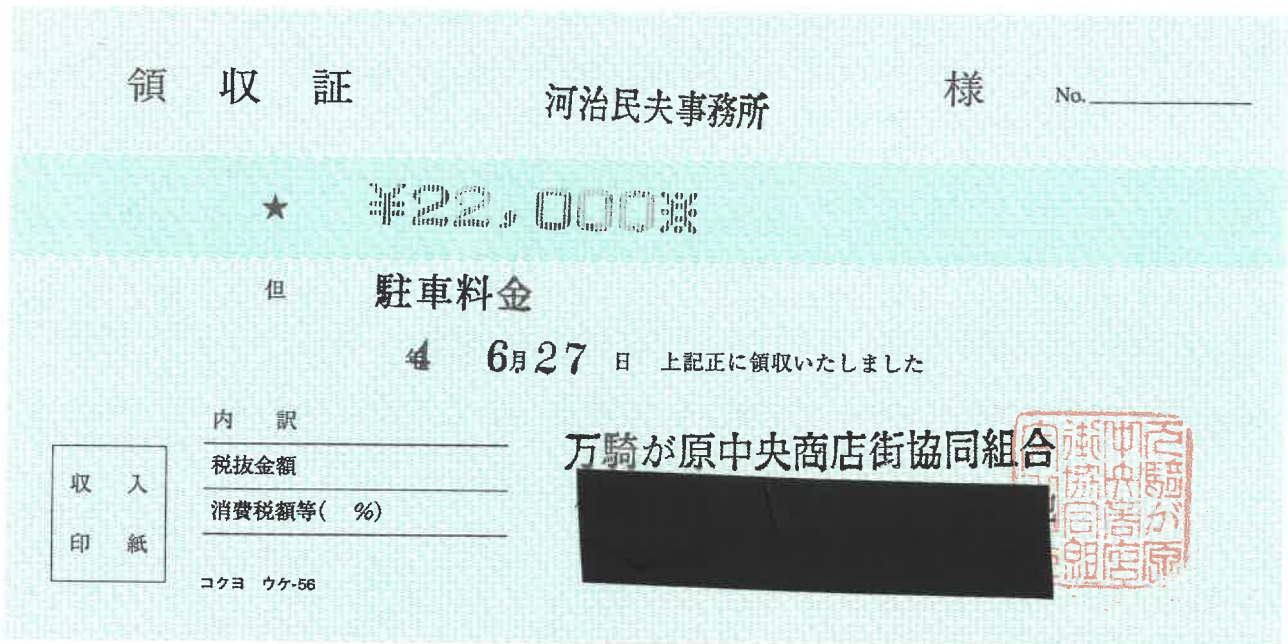 領収証 河治民夫事務所 様 No.
★ ¥22,000※
但 駐車料金
4年 6月27日 上記正に領収いたしました
内訳
税抜金額
消費税額等( %)
収入
印紙
コクヨ ウケ-56
万騎が原中央商店街協同組合